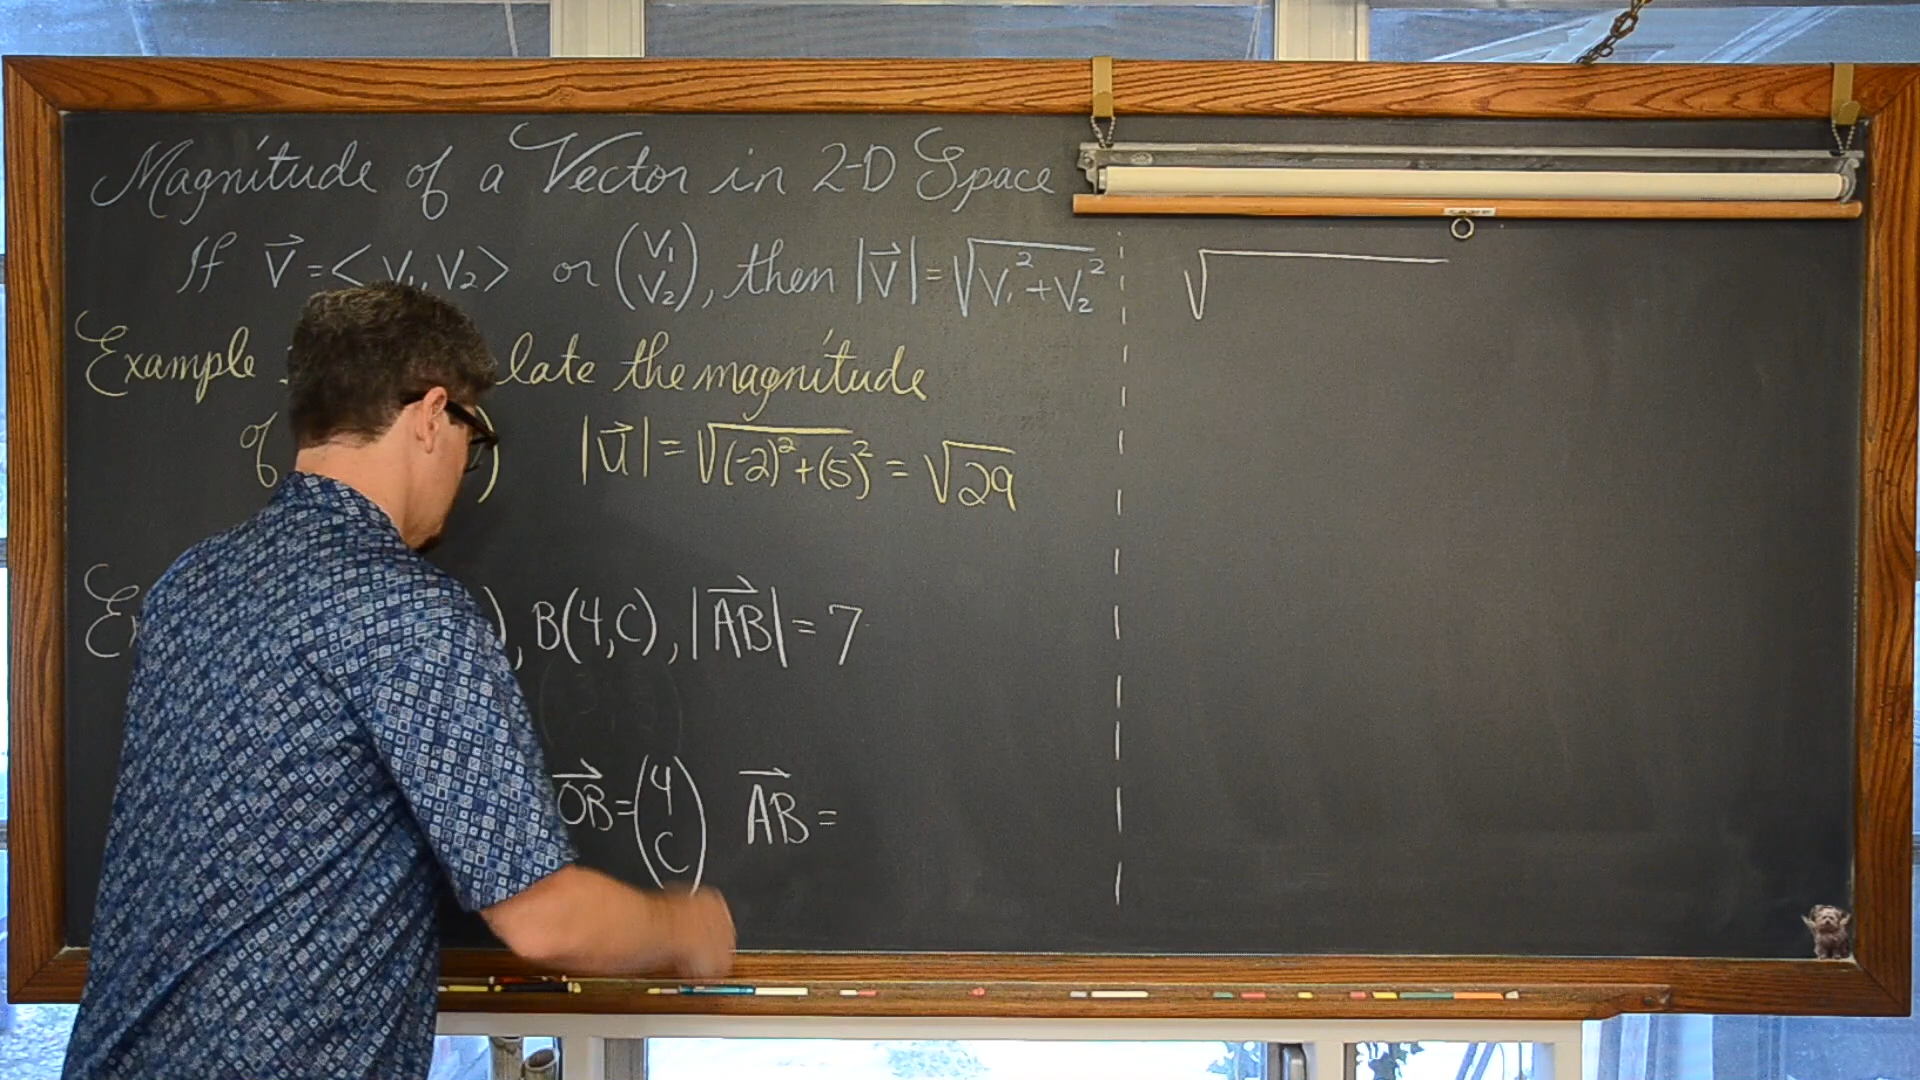 Magnitude of a Vector in 2-D Space
If V⃗ = <V₁, V₂> or (V₁ V₂), then |V⃗| = √(V₁² + V₂²)
Example late the magnitude
of ) |u⃗| = √((-2)² + (5)²) = √29
), B(4,C), |AB⃗| = 7
OB⃗ = (4 C) AB⃗ =